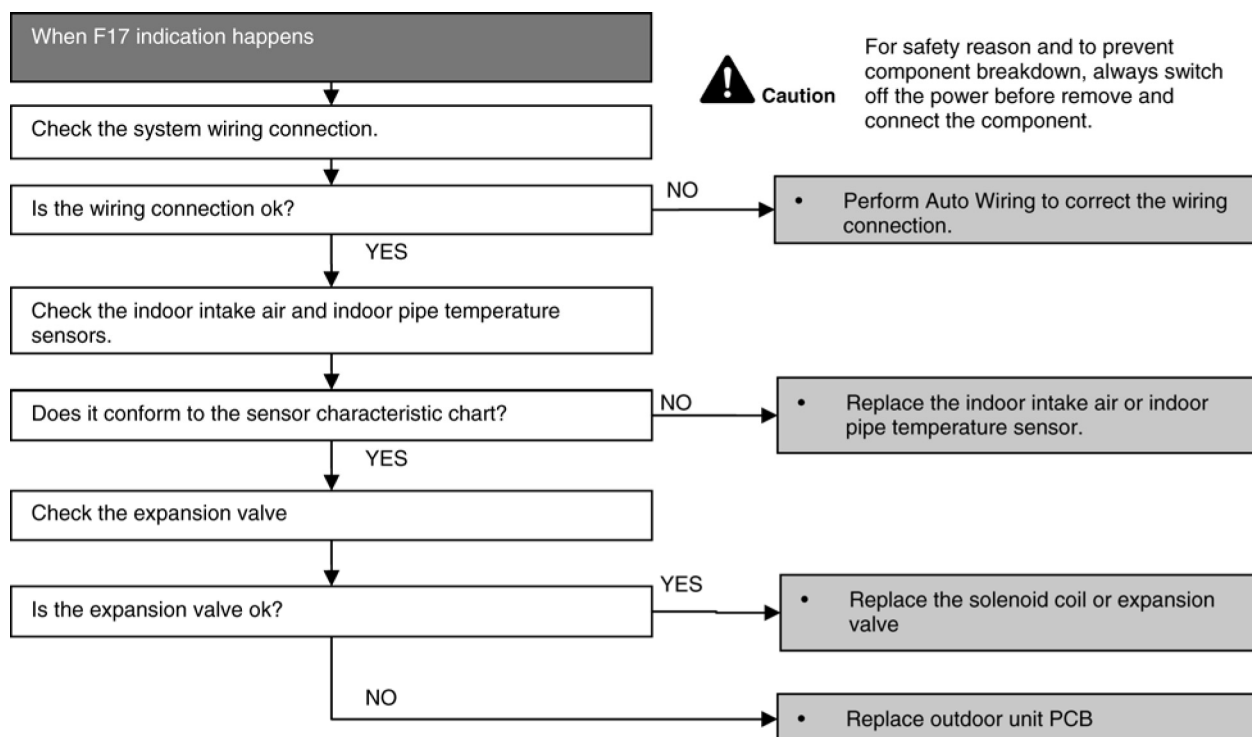 When F17 indication happens
For safety reason and to prevent
component breakdown, always switch
off the power before remove and
connect the component.
Caution
Check the system wiring connection.
Is the wiring connection ok?
NO
• Perform Auto Wiring to correct the wiring
connection.
YES
Check the indoor intake air and indoor pipe temperature
sensors.
Does it conform to the sensor characteristic chart?
NO
• Replace the indoor intake air or indoor
pipe temperature sensor.
YES
Check the expansion valve
Is the expansion valve ok?
YES
• Replace the solenoid coil or expansion
valve
NO
• Replace outdoor unit PCB